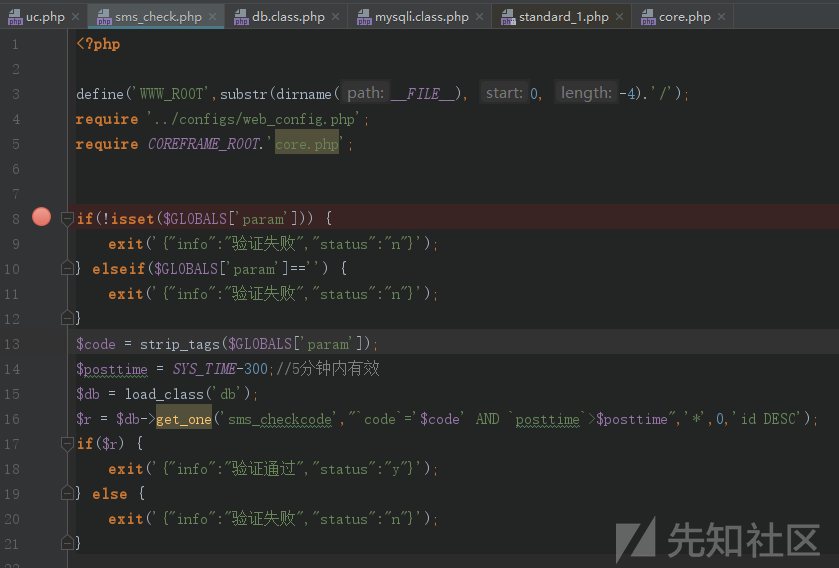 uc.php × sms_check.php × db.class.php × mysqli.class.php × standard_1.php × core.php ×
1 <?php
2
3 define('WWW_ROOT',substr(dirname( path: __FILE__), start: 0, length: -4).'/');
4 require '../configs/web_config.php';
5 require COREFRAME_ROOT.'core.php';
6
7
8 if(!isset($GLOBALS['param'])) {
9 exit('{"info":"验证失败","status":"n"}');
10 } elseif($GLOBALS['param']=='') {
11 exit('{"info":"验证失败","status":"n"}');
12 }
13 $code = strip_tags($GLOBALS['param']);
14 $posttime = SYS_TIME-300;//5分钟内有效
15 $db = load_class('db');
16 $r = $db->get_one('sms_checkcode',"`code`='$code' AND `posttime`>$posttime",'*',0,'id DESC');
17 if($r) {
18 exit('{"info":"验证通过","status":"y"}');
19 } else {
20 exit('{"info":"验证失败","status":"n"}');
21 }
先知社区